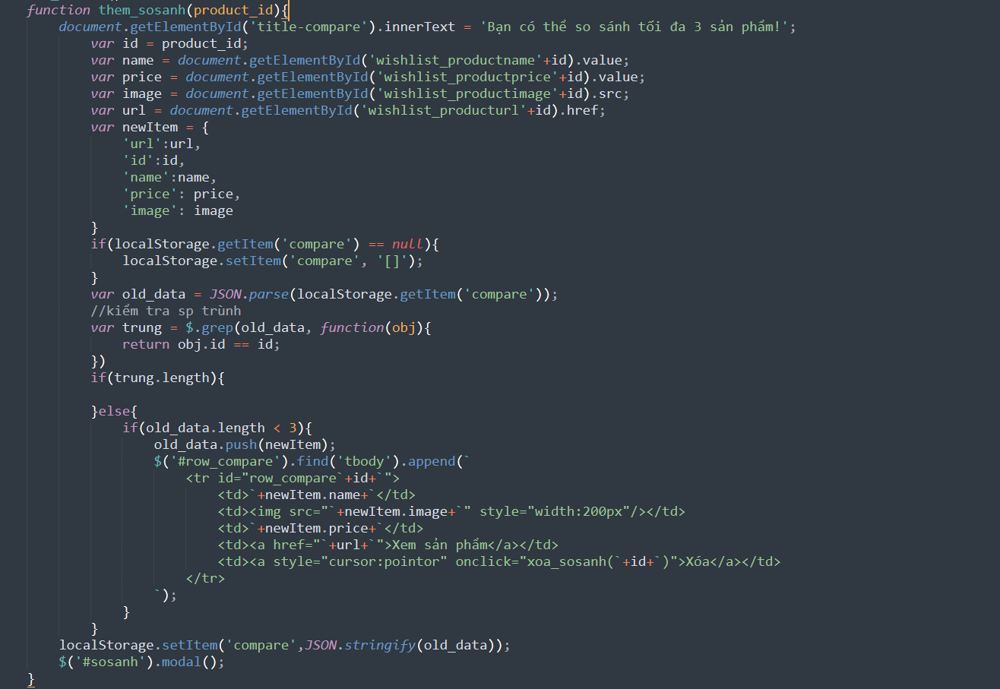 function them_sosanh(product_id){
document.getElementById('title-compare').innerText = 'Bạn có thể so sánh tối đa 3 sản phẩm!';
var id = product_id;
var name = document.getElementById('wishlist_productname'+id).value;
var price = document.getElementById('wishlist_productprice'+id).value;
var image = document.getElementById('wishlist_productimage'+id).src;
var url = document.getElementById('wishlist_producturl'+id).href;
var newItem = {
'url':url,
'id':id,
'name':name,
'price': price,
'image': image
}
if(localStorage.getItem('compare') == null){
localStorage.setItem('compare', '[]');
}
var old_data = JSON.parse(localStorage.getItem('compare'));
//kiểm tra sp trình
var trung = $.grep(old_data, function(obj){
return obj.id == id;
})
if(trung.length){
}else{
if(old_data.length < 3){
old_data.push(newItem);
$('#row_compare').find('tbody').append(`
<tr id="row_compare`+id+`">
<td>`+newItem.name+`</td>
<td><img src="`+newItem.image+`" style="width:200px"/></td>
<td>`+newItem.price+`</td>
<td><a href="`+url+`">Xem sản phẩm</a></td>
<td><a style="cursor:pointor" onclick="xoa_sosanh(`+id+`)">Xóa</a></td>
</tr>
`);
}
}
localStorage.setItem('compare',JSON.stringify(old_data));
$('#sosanh').modal();
}